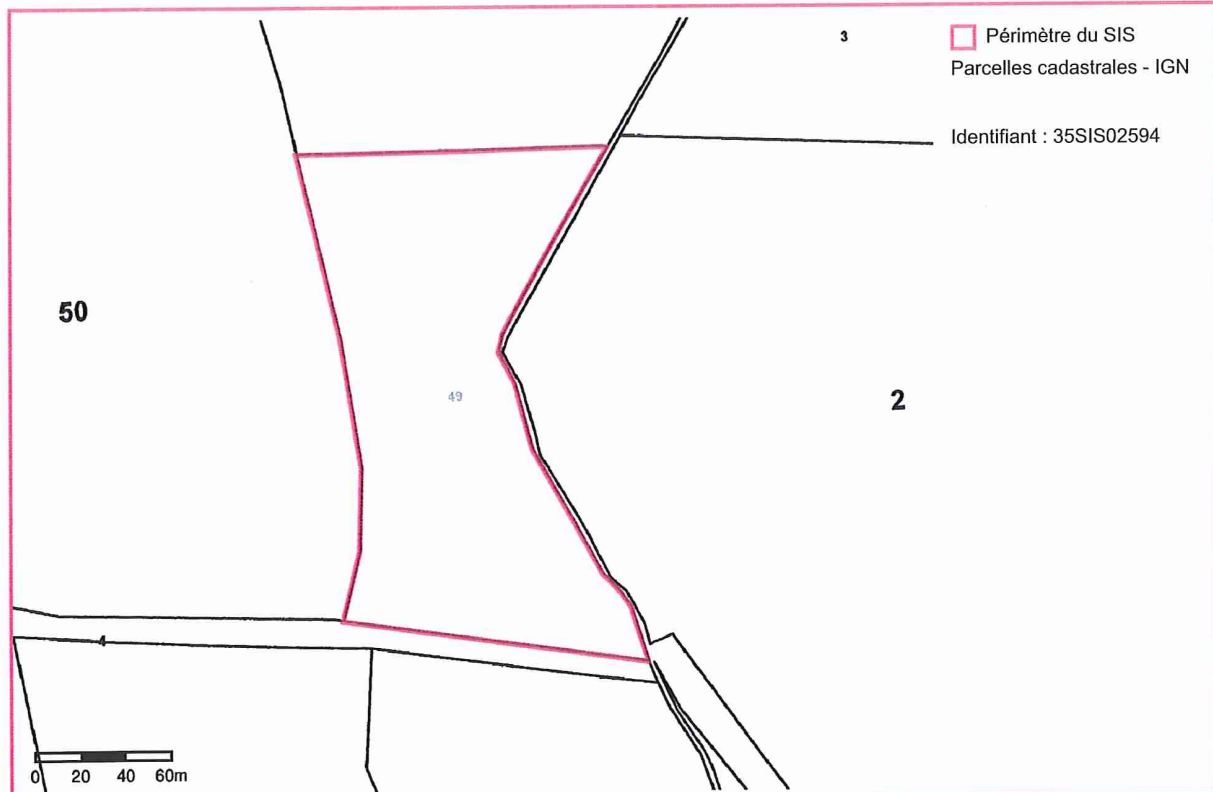 3
Périmètre du SIS
Parcelles cadastrales - IGN
Identifiant : 35SIS02594
50
49
2
4
0 20 40 60m